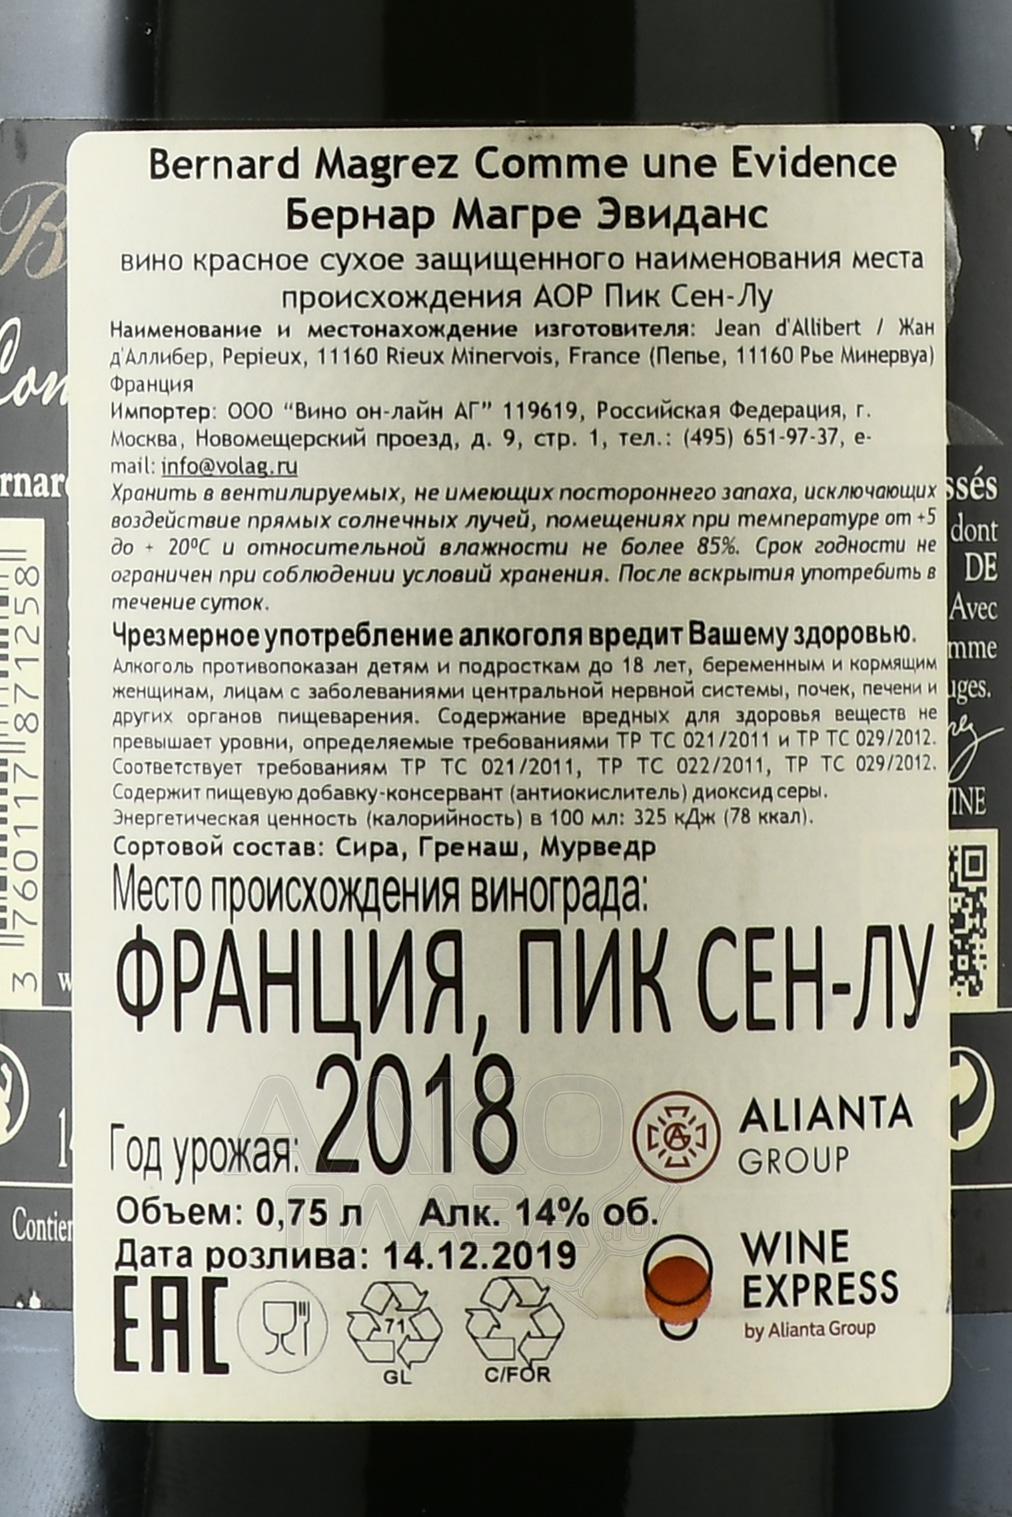 Bernard Magrez Comme une Evidence
Бернар Магре Эвиданс
вино красное сухое защищенного наименования места
происхождения АОР Пик Сен-Лу
Наименование и местонахождение изготовителя: Jean d'Allibert / Жан
д'Аллибер, Pepieux, 11160 Rieux Minervois, France (Пепье, 11160 Рье Минервуа)
Франция
Импортер: ООО “Вино он-лайн АГ” 119619, Российская Федерация, г.
Москва, Новомещерский проезд, д. 9, стр. 1, тел.: (495) 651-97-37, e-
mail: info@volag.ru
Хранить в вентилируемых, не имеющих постороннего запаха, исключающих
воздействие прямых солнечных лучей, помещениях при температуре от +5
до + 20ºС и относительной влажности не более 85%. Срок годности не
ограничен при соблюдении условий хранения. После вскрытия употребить в
течение суток.
Чрезмерное употребление алкоголя вредит Вашему здоровью.
Алкоголь противопоказан детям и подросткам до 18 лет, беременным и кормящим
женщинам, лицам с заболеваниями центральной нервной системы, почек, печени и
других органов пищеварения. Содержание вредных для здоровья веществ не
превышает уровни, определяемые требованиями ТР ТС 021/2011 и ТР ТС 029/2012.
Соответствует требованиям ТР ТС 021/2011, ТР ТС 022/2011, ТР ТС 029/2012.
Содержит пищевую добавку-консервант (антиокислитель) диоксид серы.
Энергетическая ценность (калорийность) в 100 мл: 325 кДж (78 ккал).
Сортовой состав: Сира, Гренаш, Мурведр
Место происхождения винограда:
ФРАНЦИЯ, ПИК СЕН-ЛУ
Год урожая: 2018
ALIANTA
GROUP
Объем: 0,75 л Алк. 14% об.
Дата розлива: 14.12.2019
WINE
EXPRESS
by Alianta Group
EAC
71
GL
C/FOR
3 760117 871258
ssés
dont
DE
Avec
mme
uges.
INE
Contien
АЛКО
ПЛАЗА.ru